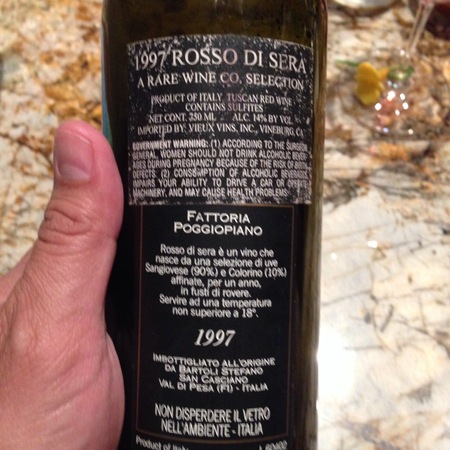 1997 ROSSO DI SERA
A RARE WINE CO. SELECTION
PRODUCT OF ITALY TUSCAN RED WINE
CONTAINS SULFITES
NET CONT. 750 ML ALC. 14% BY VOL
IMPORTED BY: VIEUX VINS, INC., VINEBURG, CA
GOVERNMENT WARNING: (1) ACCORDING TO THE SURGEON
GENERAL, WOMEN SHOULD NOT DRINK ALCOHOLIC BEVER-
AGES DURING PREGNANCY BECAUSE OF THE RISK OF BIRTH
DEFECTS. (2) CONSUMPTION OF ALCOHOLIC BEVERAGES
IMPAIRS YOUR ABILITY TO DRIVE A CAR OR OPERATE
MACHINERY, AND MAY CAUSE HEALTH PROBLEMS
FATTORIA
POGGIOPIANO
Rosso di sera è un vino che
nasce da una selezione di uve
Sangiovese (90%) e Colorino (10%)
affinate, per un anno,
in fusti di rovere.
Servire ad una temperatura
non superiore a 18°.
1997
IMBOTTIGLIATO ALL'ORIGINE
DA BARTOLI STEFANO
SAN CASCIANO
VAL DI PESA (FI) - ITALIA
NON DISPERDERE IL VETRO
NELL'AMBIENTE - ITALIA
Product of Italy